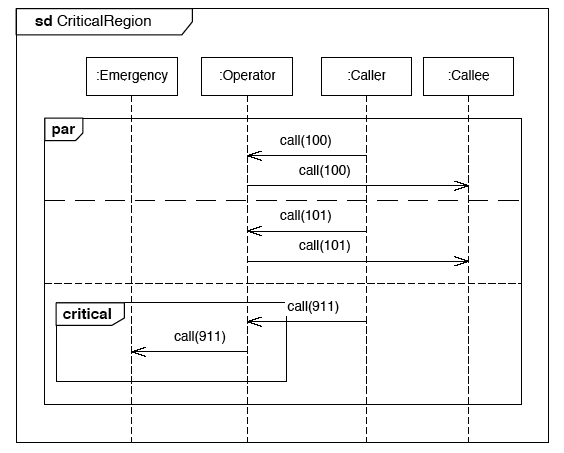 sd CriticalRegion
:Emergency :Operator :Caller :Callee
par
call(100)
call(100)
call(101)
call(101)
critical call(911)
call(911)